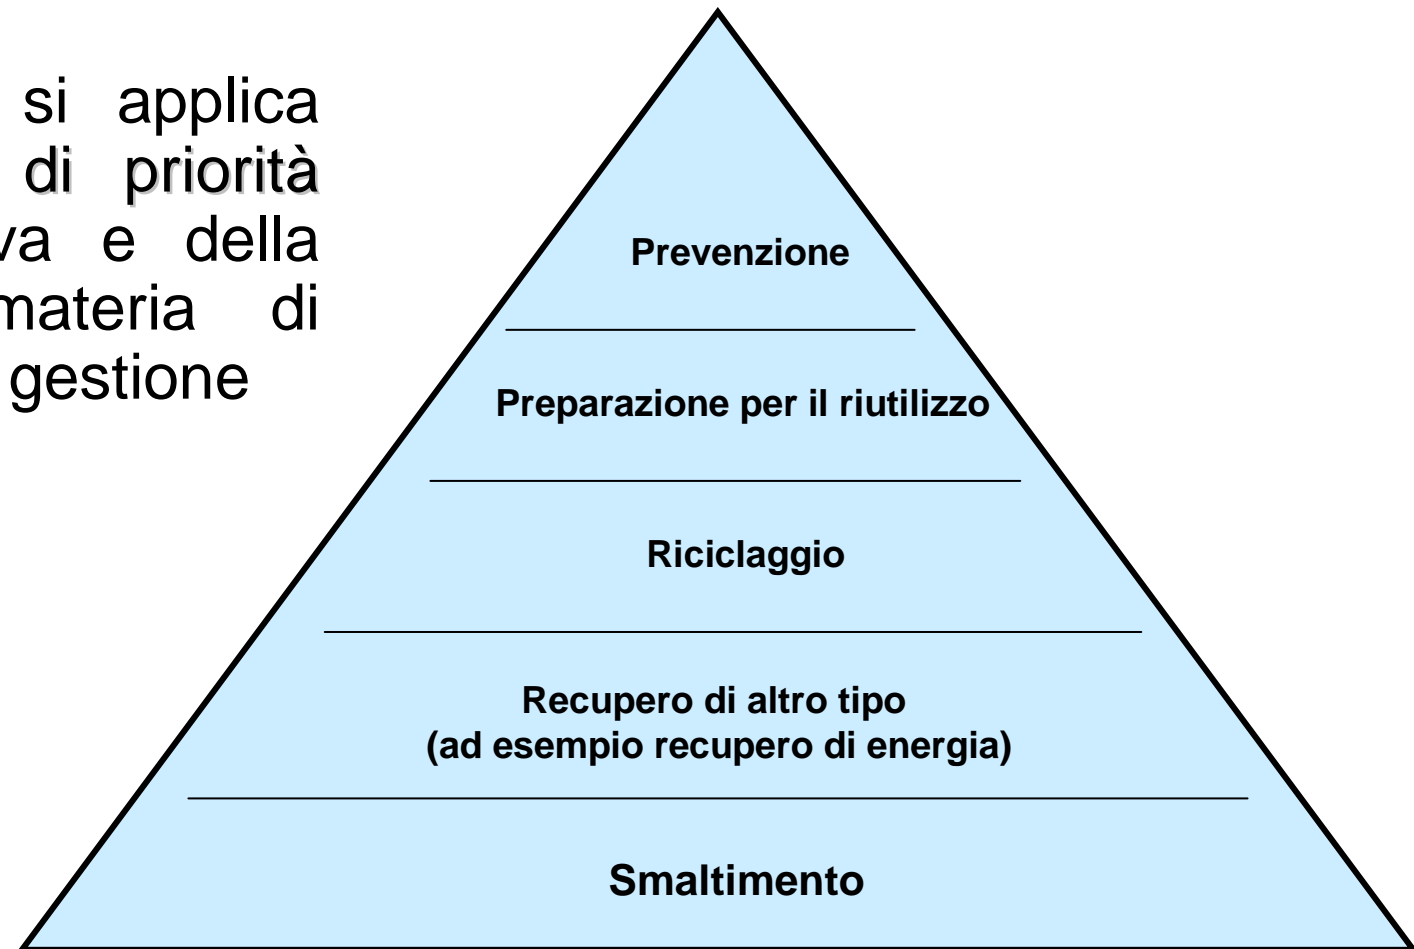 si applica
di priorità
e della
materia di
gestione
Prevenzione
Preparazione per il riutilizzo
Riciclaggio
Recupero di altro tipo
(ad esempio recupero di energia)
Smaltimento